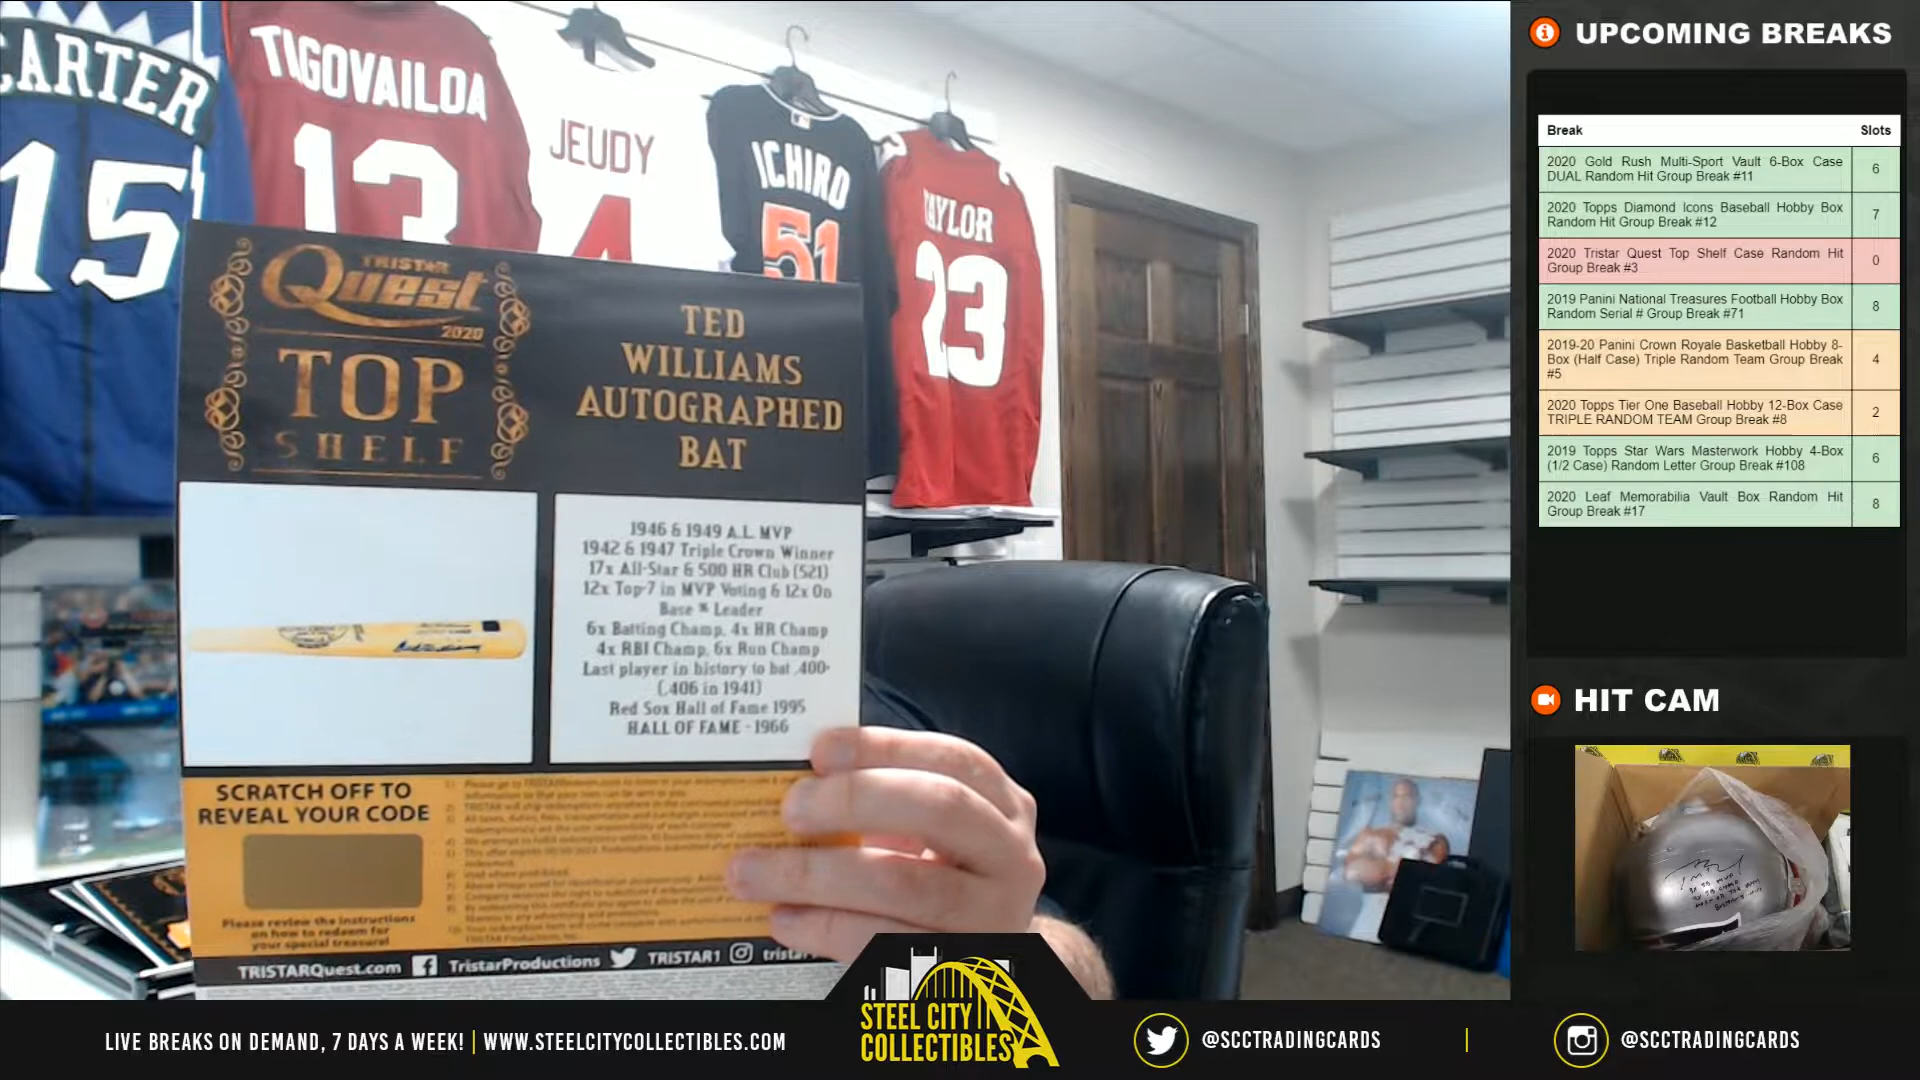 CARTER
15
TIGOVAILOA
13
JEUDY
4
ICHIRO
51
TAYLOR
23
TRISTAR
Quest
2020
TOP
SHELF
TED
WILLIAMS
AUTOGRAPHED
BAT
1946 & 1949 A.L. MVP
1942 & 1947 Triple Crown Winner
17x All-Star & 500 HR Club (521)
12x Top-7 in MVP Voting & 12x On
Base % Leader
6x Batting Champ, 4x HR Champ
4x RBI Champ, 6x Run Champ
Last player in history to bat .400+
(.406 in 1941)
Red Sox Hall of Fame 1995
HALL OF FAME - 1966
SCRATCH OFF TO
REVEAL YOUR CODE
Please review the instructions
on how to redeem for
your special treasure!
TRISTARQuest.com TristarProductions TRISTAR1 trista
UPCOMING BREAKS
Break Slots
2020 Gold Rush Multi-Sport Vault 6-Box Case
DUAL Random Hit Group Break #11 6
2020 Topps Diamond Icons Baseball Hobby Box
Random Hit Group Break #12 7
2020 Tristar Quest Top Shelf Case Random Hit
Group Break #3 0
2019 Panini National Treasures Football Hobby Box
Random Serial # Group Break #71 8
2019-20 Panini Crown Royale Basketball Hobby 8-
Box (Half Case) Triple Random Team Group Break 4
#5
2020 Topps Tier One Baseball Hobby 12-Box Case
TRIPLE RANDOM TEAM Group Break #8 2
2019 Topps Star Wars Masterwork Hobby 4-Box
(1/2 Case) Random Letter Group Break #108 6
2020 Leaf Memorabilia Vault Box Random Hit
Group Break #17 8
HIT CAM
LIVE BREAKS ON DEMAND, 7 DAYS A WEEK! | WWW.STEELCITYCOLLECTIBLES.COM
STEEL CITY
COLLECTIBLES
@SCCTRADINGCARDS
@SCCTRADINGCARDS